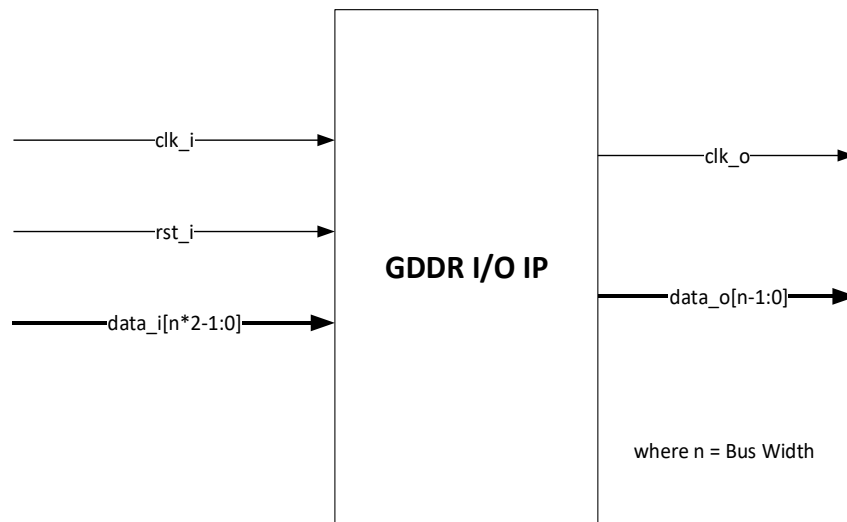 clk_i
clk_o
rst_i
GDDR I/O IP
data_i[n*2-1:0]
data_o[n-1:0]
where n = Bus Width